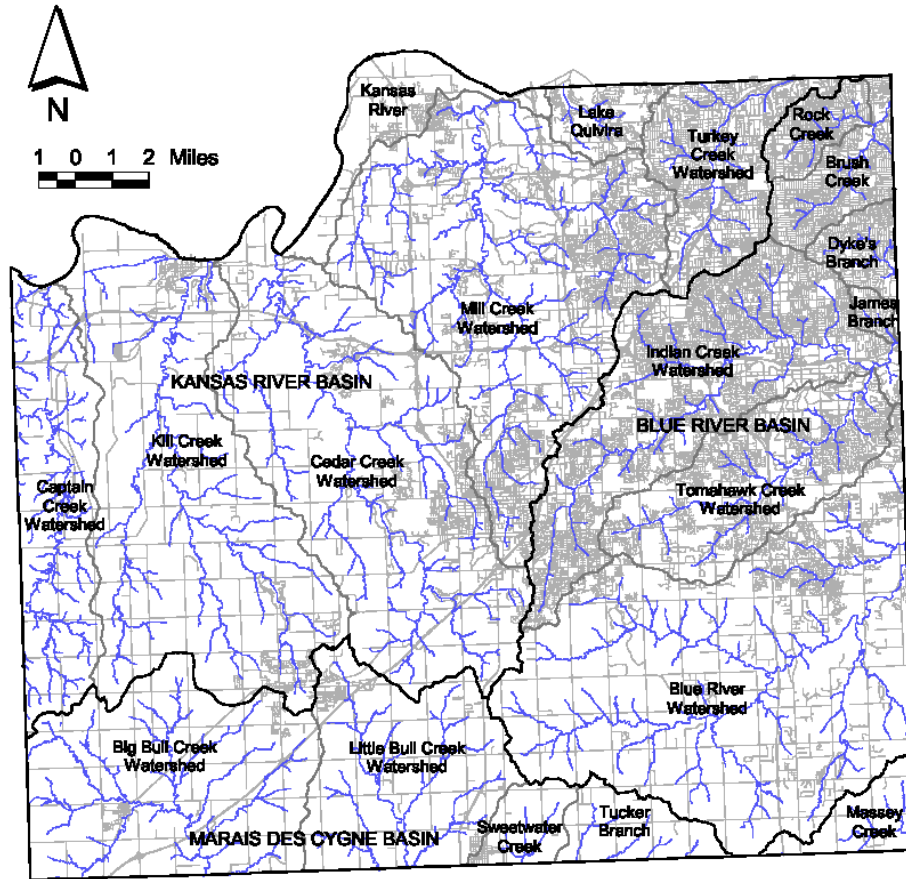 Kansas
River
Lake
Quivira
Turkey
Creek
Watershed
Rock
Creek
Brush
Creek
N
1 0 1 2 Miles
Dyke's
Branch
James
Branch
Mill Creek
Watershed
Indian Creek
Watershed
KANSAS RIVER BASIN
BLUE RIVER BASIN
Kill Creek
Watershed
Cedar Creek
Watershed
Captain
Creek
Watershed
Tomahawk Creek
Watershed
Blue River
Watershed
Big Bull Creek
Watershed
Little Bull Creek
Watershed
MARAIS DES CYGNE BASIN
Sweetwater
Creek
Tucker
Branch
Massey
Creek